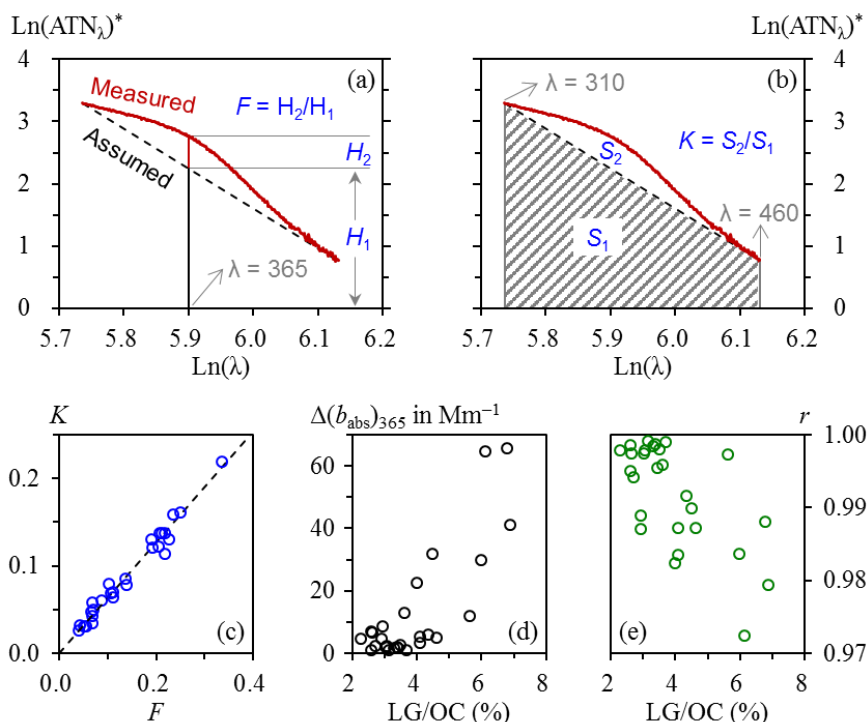 Ln(ATNλ)*
Ln(ATNλ)*
4
3
2
1
0
(a)
Measured
Assumed
F = H2/H1
H2
H1
λ = 365
5.7 5.8 5.9 6.0 6.1 6.2
Ln(λ)
4
3
2
1
0
(b)
λ = 310
K = S2/S1
S2
S1
λ = 460
5.7 5.8 5.9 6.0 6.1 6.2
Ln(λ)
K
0.2
0.1
0.0
(c)
0.0 0.2 0.4
F
Δ(babs)365 in Mm−1
60
40
20
0
(d)
2 4 6 8
LG/OC (%)
r
1.00
0.99
0.98
0.97
(e)
2 4 6 8
LG/OC (%)